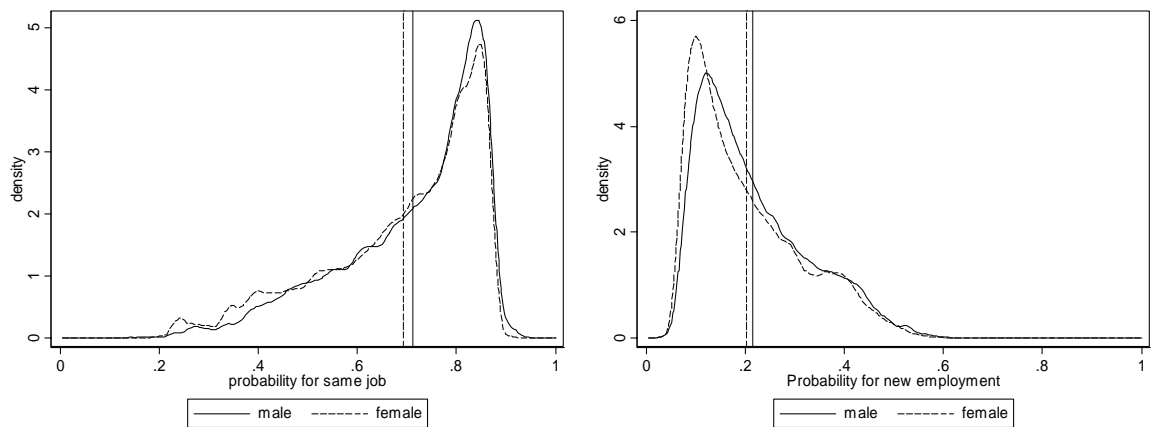 5
4
3
2
1
0
density
0 .2 .4 .6 .8 1
probability for same job
male female
6
4
2
0
density
0 .2 .4 .6 .8 1
Probability for new employment
male female